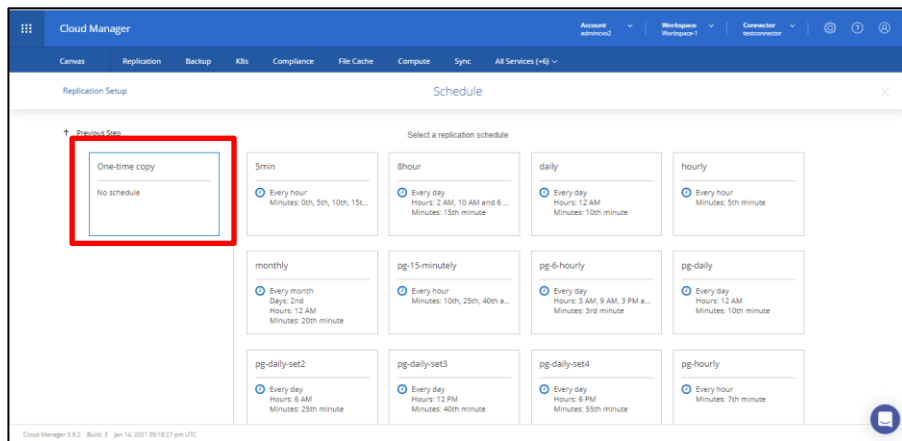 Cloud Manager
Account
admincvo2
Workspace
Workspace-1
Connector
testconnector
Canvas
Replication
Backup
K8s
Compliance
File Cache
Compute
Sync
All Services (+6)
Replication Setup
Schedule
↑ Previous Step
Select a replication schedule
One-time copy
No schedule
5min
Every hour
Minutes: 0th, 5th, 10th, 15t...
8hour
Every day
Hours: 2 AM, 10 AM and 6 ...
Minutes: 15th minute
daily
Every day
Hours: 12 AM
Minutes: 10th minute
hourly
Every hour
Minutes: 5th minute
monthly
Every month
Days: 2nd
Hours: 12 AM
Minutes: 20th minute
pg-15-minutely
Every hour
Minutes: 10th, 25th, 40th a...
pg-6-hourly
Every day
Hours: 3 AM, 9 AM, 3 PM a...
Minutes: 3rd minute
pg-daily
Every day
Hours: 12 AM
Minutes: 10th minute
pg-daily-set2
Every day
Hours: 6 AM
Minutes: 25th minute
pg-daily-set3
Every day
Hours: 12 PM
Minutes: 40th minute
pg-daily-set4
Every day
Hours: 6 PM
Minutes: 55th minute
pg-hourly
Every hour
Minutes: 7th minute
Cloud Manager 3.9.2 Build: 3 Jan 14, 2021 09:18:27 pm UTC